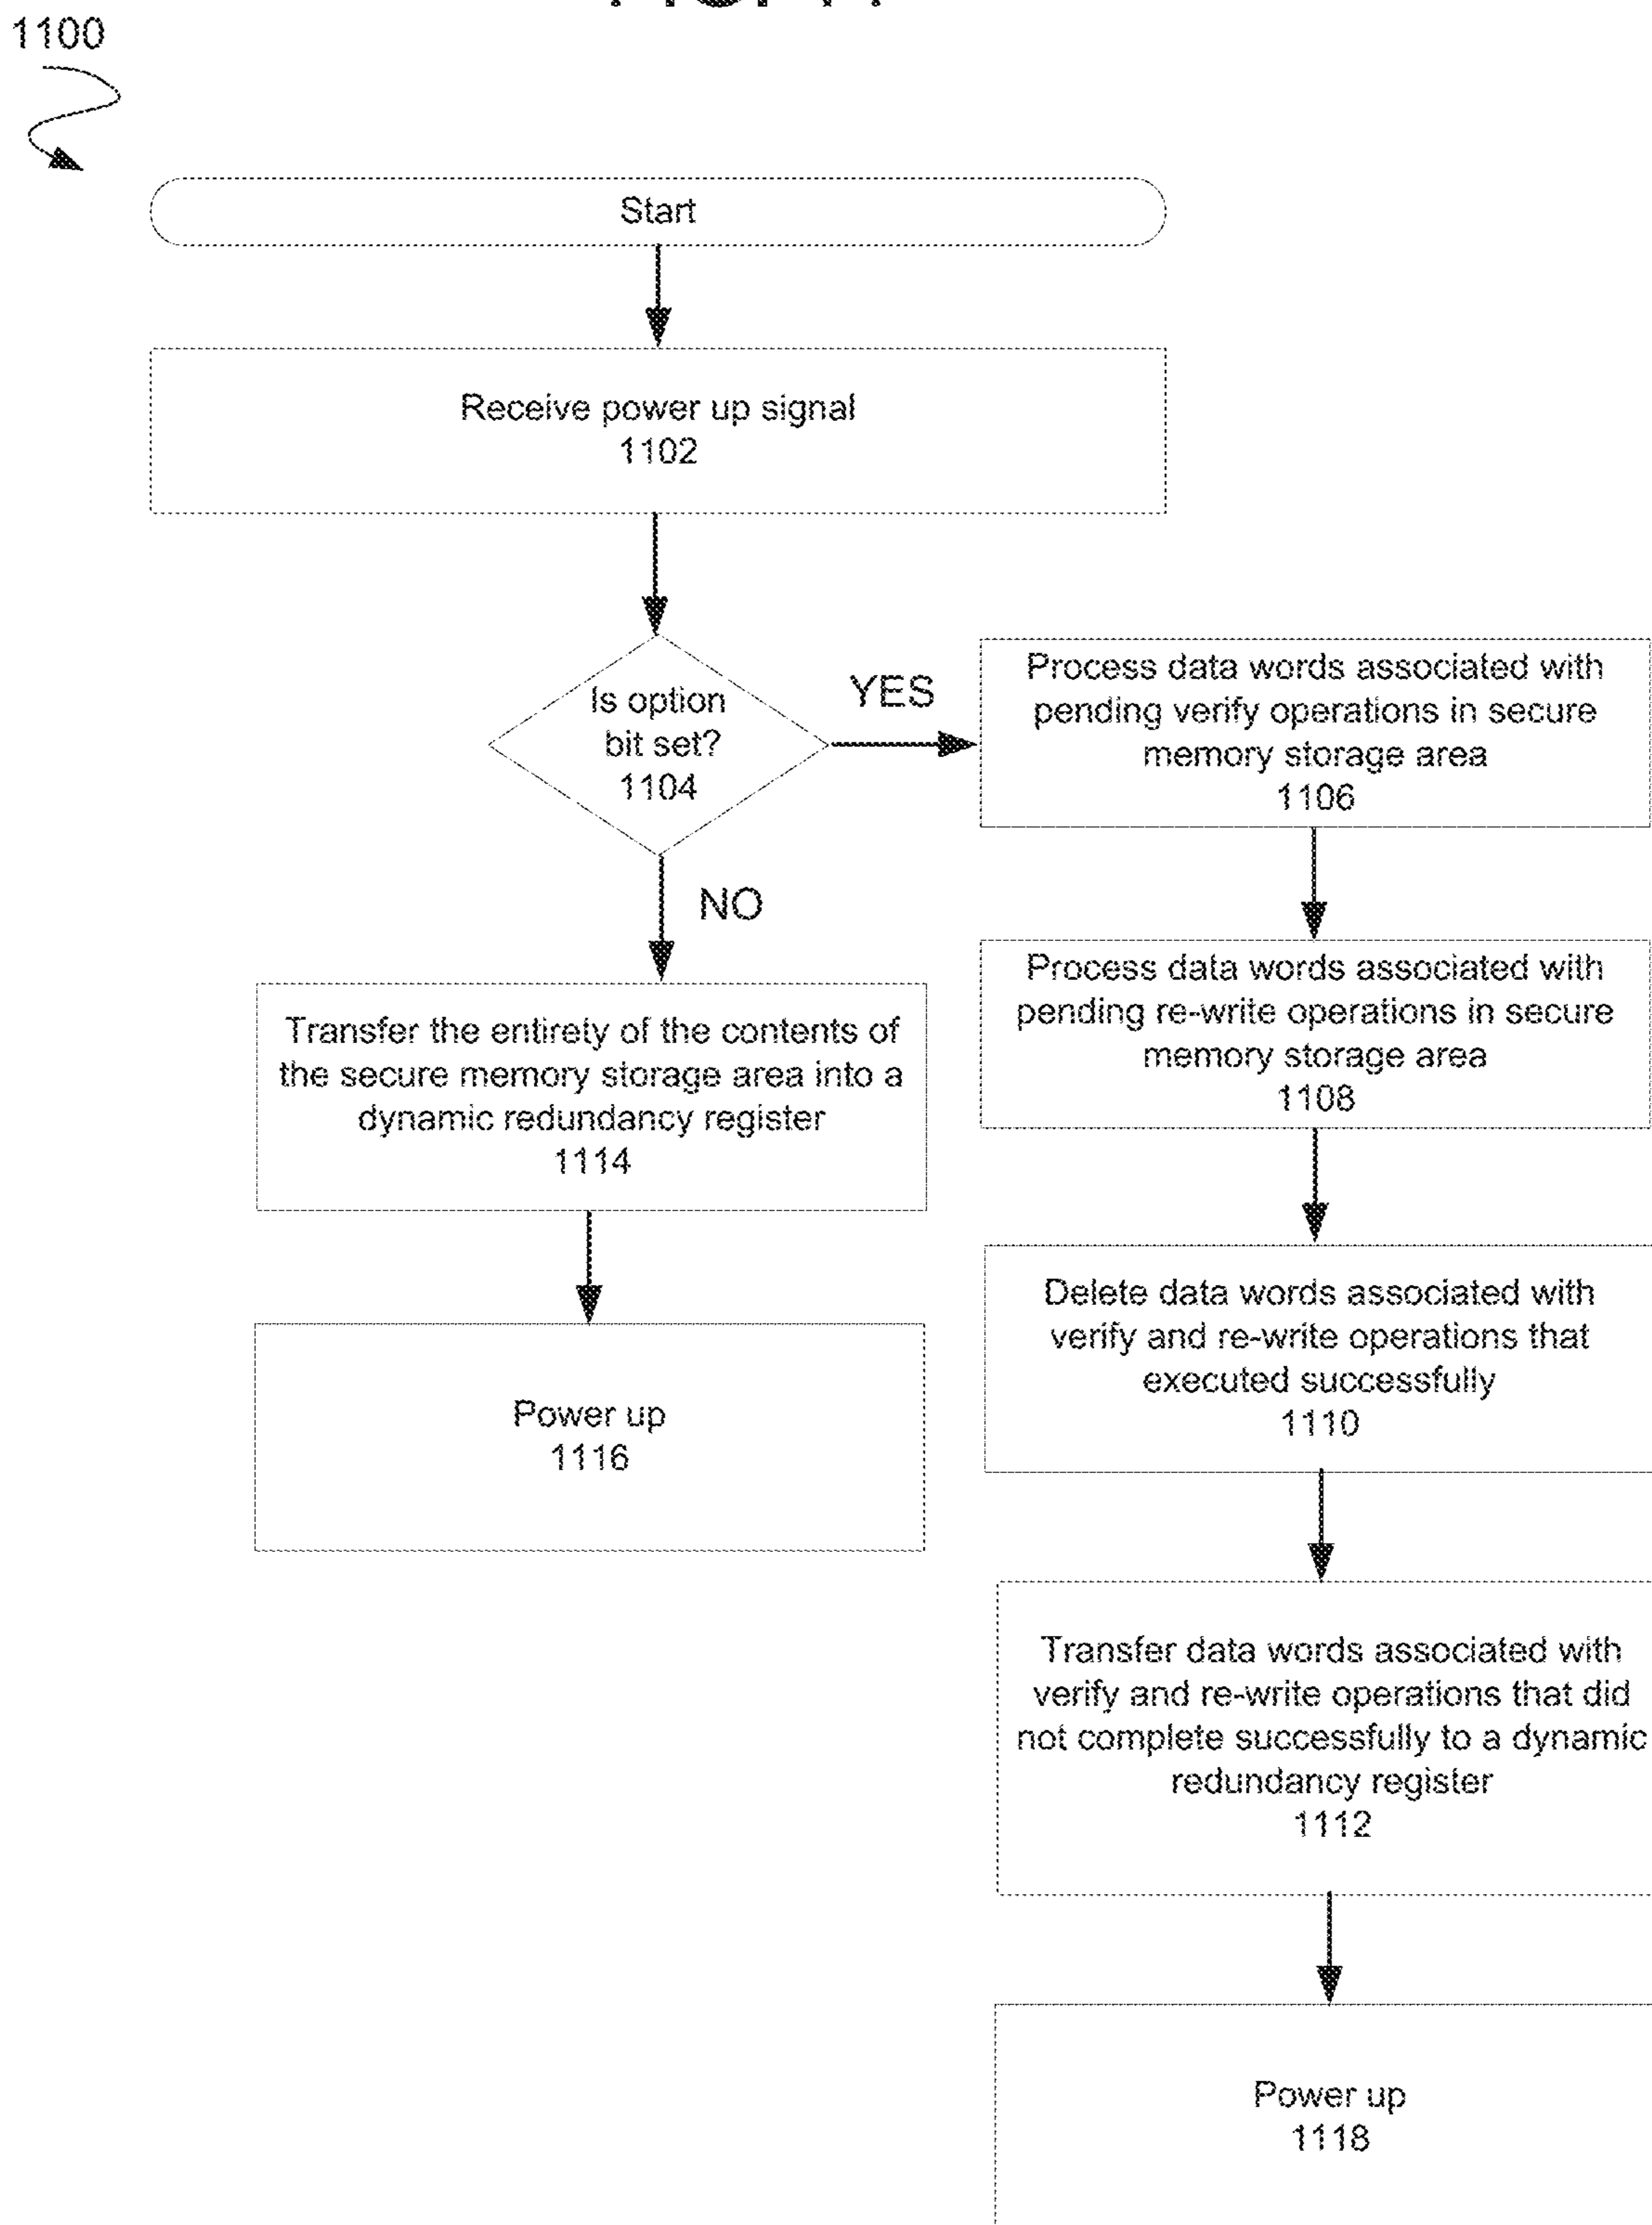 1100
Start
Receive power up signal
1102
Is option
bit set?
1104
YES
NO
Process data words associated with
pending verify operations in secure
memory storage area
1106
Process data words associated with
pending re-write operations in secure
memory storage area
1108
Transfer the entirety of the contents of
the secure memory storage area into a
dynamic redundancy register
1114
Delete data words associated with
verify and re-write operations that
executed successfully
1110
Power up
1116
Transfer data words associated with
verify and re-write operations that did
not complete successfully to a dynamic
redundancy register
1112
Power up
1118